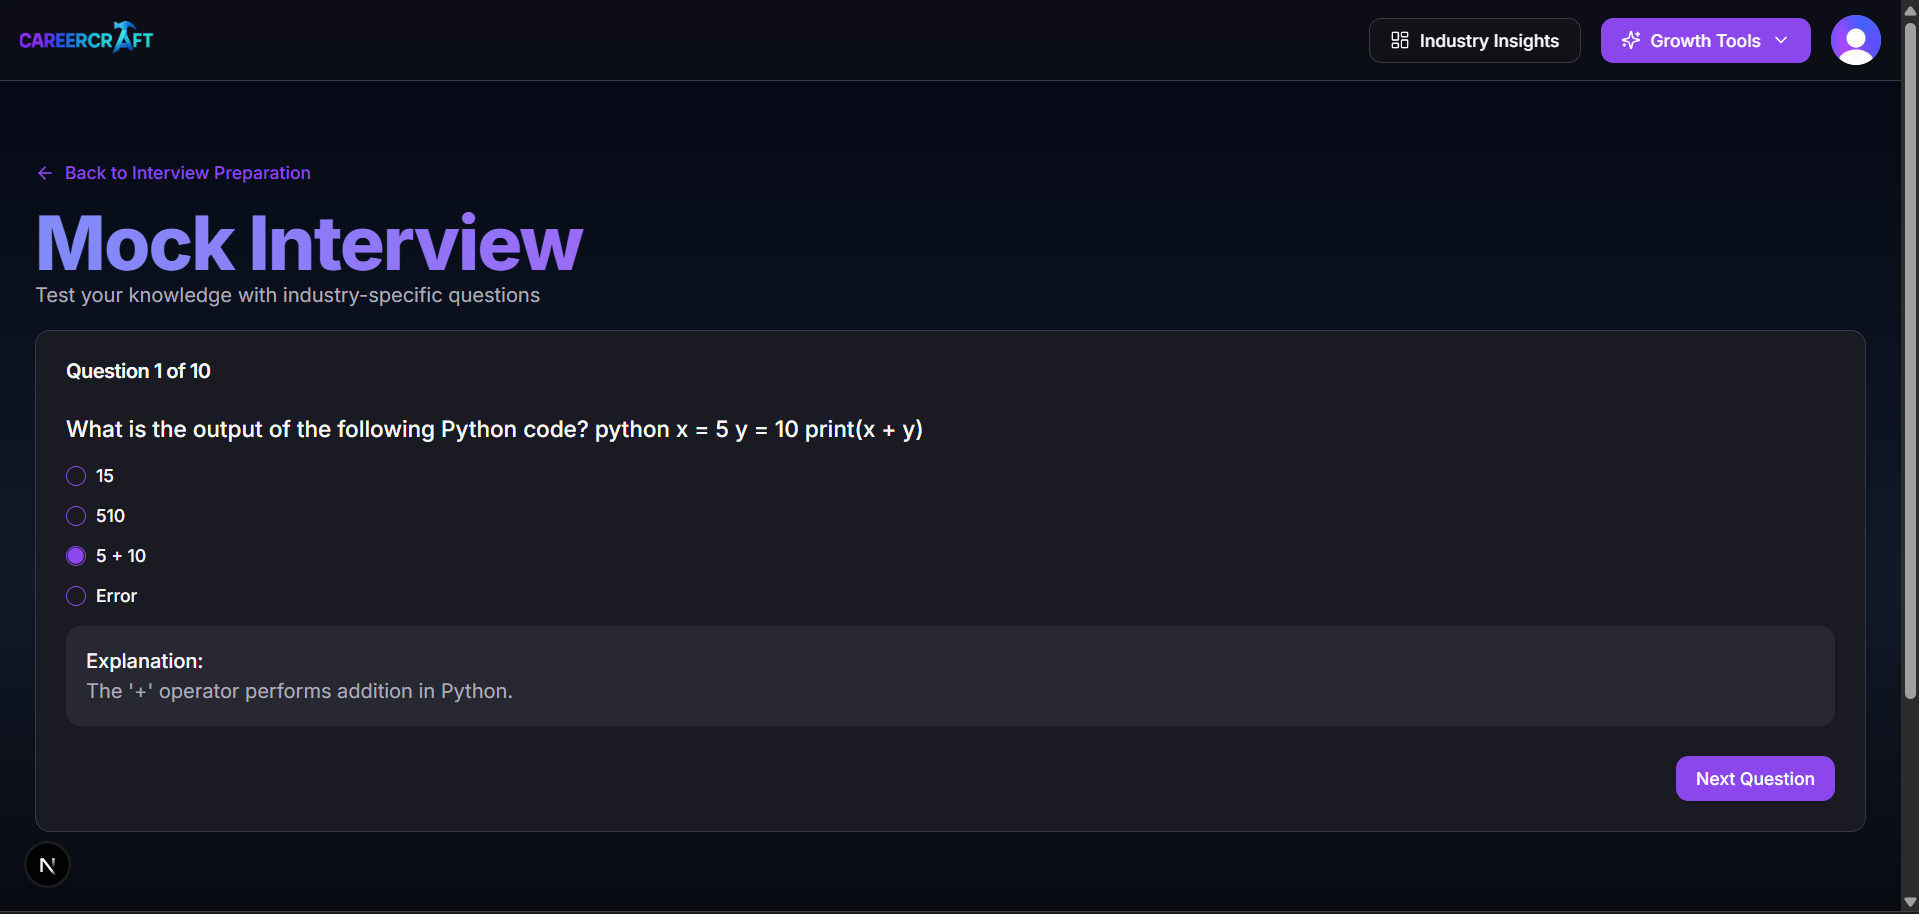 CAREERCRAFT
Industry Insights
Growth Tools
Back to Interview Preparation
Mock Interview
Test your knowledge with industry-specific questions
Question 1 of 10
What is the output of the following Python code? python x = 5 y = 10 print(x + y)
15
510
5 + 10
Error
Explanation:
The '+' operator performs addition in Python.
Next Question
N